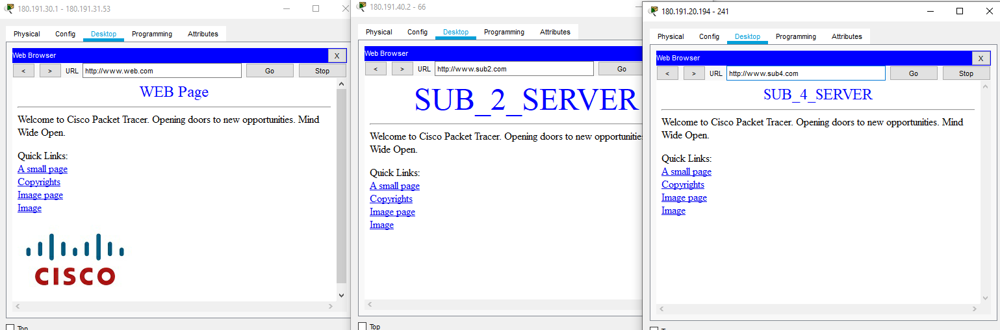 180.191.30.1 - 180.191.31.53
Physical Config Desktop Programming Attributes
Web Browser X
< > URL http://www.web.com Go Stop
WEB Page
Welcome to Cisco Packet Tracer. Opening doors to new opportunities. Mind
Wide Open.
Quick Links:
A small page
Copyrights
Image page
Image
CISCO
Top
180.191.40.2 - 66
Physical Config Desktop Programming Attributes
Web Browser
< > URL http://www.sub2.com Go
SUB_2_SERVER
Welcome to Cisco Packet Tracer. Opening doors to new opportunities
Wide Open.
Quick Links:
A small page
Copyrights
Image page
Image
Top
180.191.20.194 - 241
Physical Config Desktop Programming Attributes
Web Browser X
< > URL http://www.sub4.com Go Stop
SUB_4_SERVER
Welcome to Cisco Packet Tracer. Opening doors to new opportunities. Mind
Wide Open.
Quick Links:
A small page
Copyrights
Image page
Image